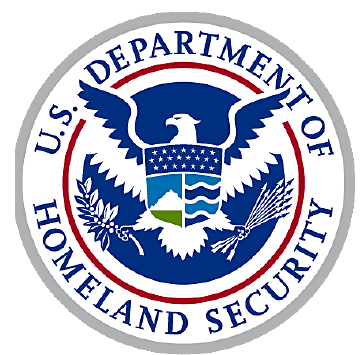 U.S. DEPARTMENT OF
HOMELAND SECURITY